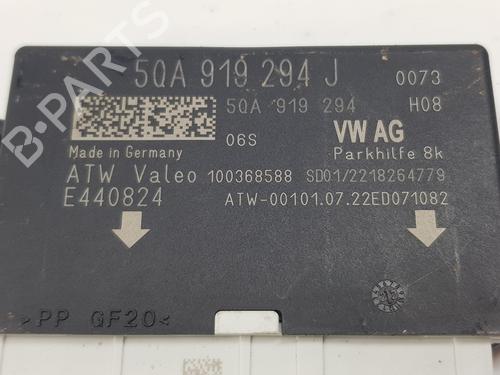 5QA 919 294 J 0073
5QA 919 294 H08
06S VW AG
Made in Germany Parkhilfe 8k
ATW Valeo 100368588 SD01/2218264779
E440824 ATW-00101.07.22ED071082
>PP GF20<
B-PARTS